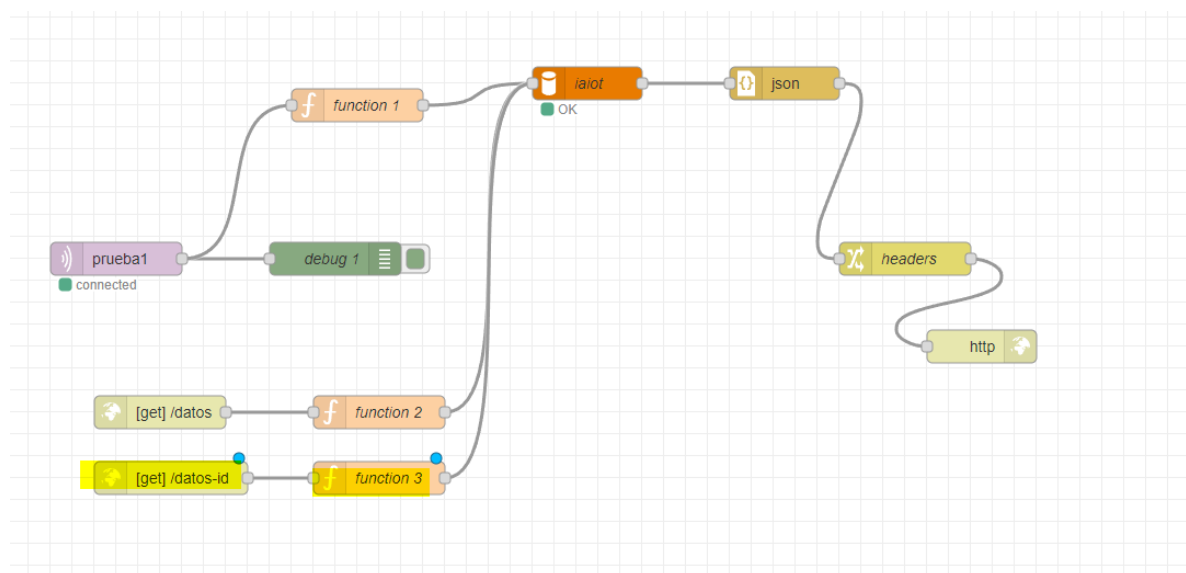 iaiot
json
OK
function 1
prueba1
debug 1
headers
connected
http
[get] /datos
function 2
[get] /datos-id
function 3